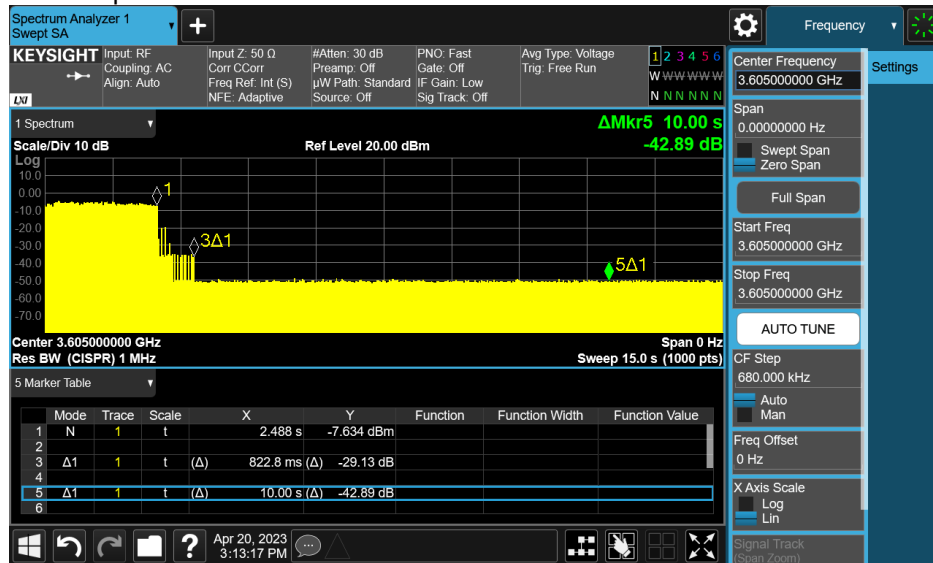 Spectrum Analyzer 1
Swept SA
+
Frequency
KEYSIGHT
LXI
Input: RF
Coupling: AC
Align: Auto
Input Z: 50 Ω
Corr CCorr
Freq Ref: Int (S)
NFE: Adaptive
#Atten: 30 dB
Preamp: Off
µW Path: Standard
Source: Off
PNO: Fast
Gate: Off
IF Gain: Low
Sig Track: Off
Avg Type: Voltage
Trig: Free Run
1 2 3 4 5 6
W W W W W W
N N N N N N
1 Spectrum
Scale/Div 10 dB
Ref Level 20.00 dBm
ΔMkr5 10.00 s
-42.89 dB
Log
10.0
0.00
-10.0
-20.0
-30.0
-40.0
-50.0
-60.0
-70.0
1
3Δ1
5Δ1
Center 3.605000000 GHz
Span 0 Hz
Res BW (CISPR) 1 MHz
Sweep 15.0 s (1000 pts)
5 Marker Table
Mode Trace Scale X Y Function Function Width Function Value
1 N 1 t 2.488 s -7.634 dBm
2
3 Δ1 1 t (Δ) 822.8 ms (Δ) -29.13 dB
4
5 Δ1 1 t (Δ) 10.00 s (Δ) -42.89 dB
6
?
Apr 20, 2023
3:13:17 PM
Center Frequency
3.605000000 GHz
Settings
Span
0.00000000 Hz
Swept Span
Zero Span
Full Span
Start Freq
3.605000000 GHz
Stop Freq
3.605000000 GHz
AUTO TUNE
CF Step
680.000 kHz
Auto
Man
Freq Offset
0 Hz
X Axis Scale
Log
Lin
Signal Track
(Span Zoom)